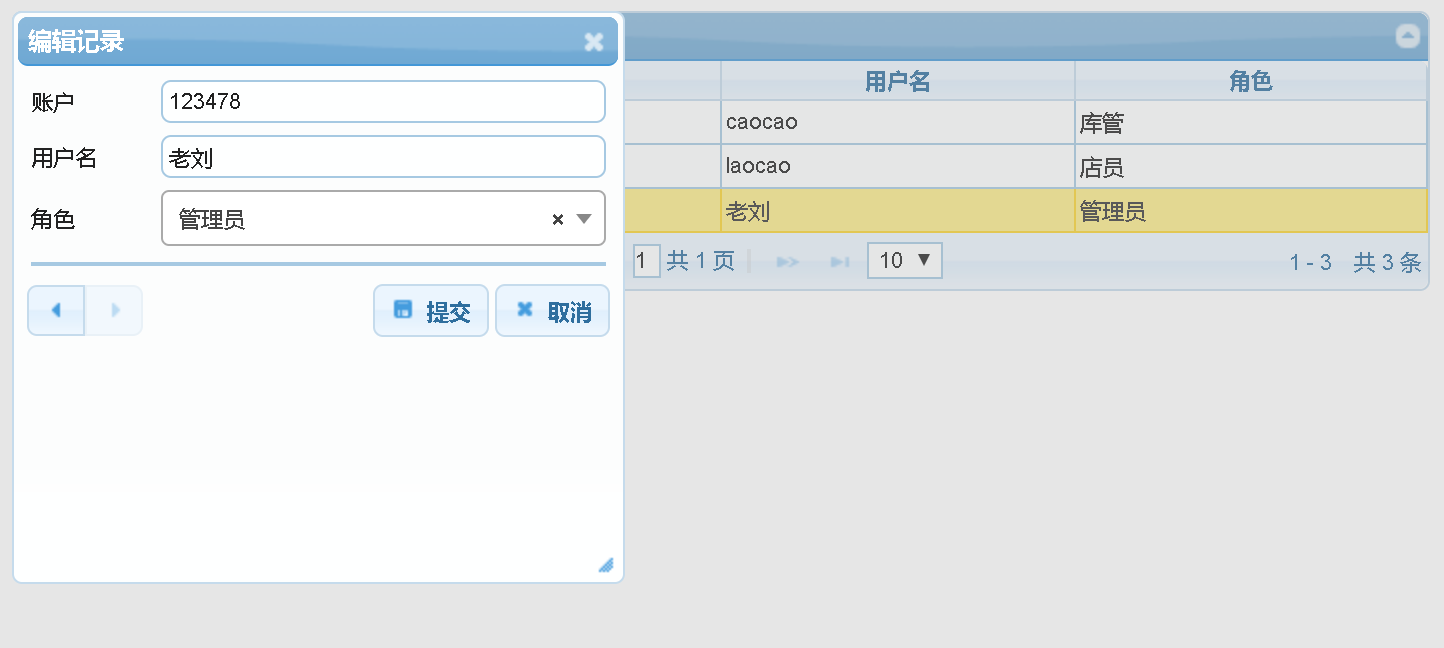 编辑记录
账户 123478
用户名 老刘
角色 管理员 ×
提交 取消
用户名 角色
caocao 库管
laocao 店员
老刘 管理员
1 共 1 页 10 1 - 3 共 3 条